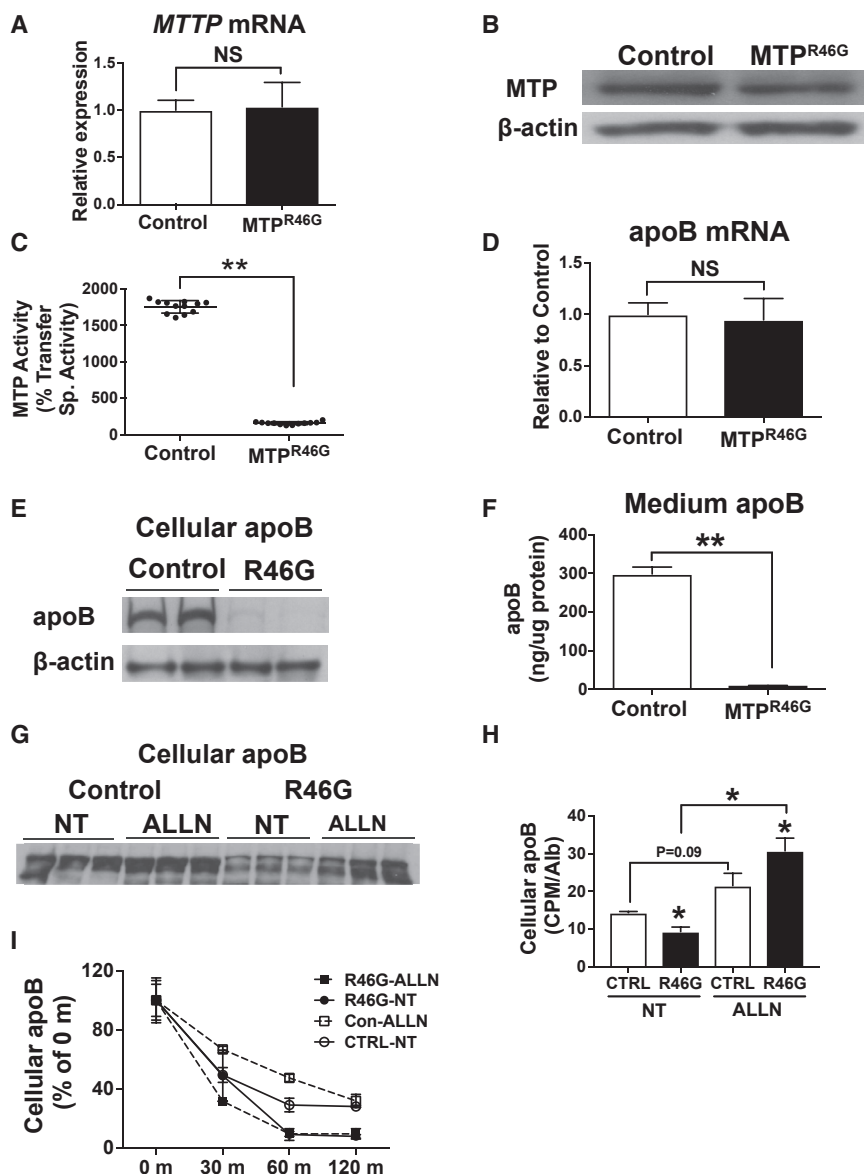 A
MTTP mRNA
NS
Relative expression
1.5
1.0
0.5
0.0
Control
MTPR46G
B
Control
MTPR46G
MTP
β-actin
C
**
MTP Activity
(% Transfer
Sp. Activity)
2000
1500
1000
500
0
Control
MTPR46G
D
apoB mRNA
NS
Relative to Control
1.5
1.0
0.5
0.0
Control
MTPR46G
E
Cellular apoB
Control
R46G
apoB
β-actin
F
Medium apoB
**
apoB
(ng/ug protein)
400
300
200
100
0
Control
MTPR46G
G
Cellular apoB
Control
R46G
NT
ALLN
NT
ALLN
H
*
P=0.09
*
*
Cellular apoB
(CPM/Alb)
40
30
20
10
0
CTRL
R46G
CTRL
R46G
NT
ALLN
I
Cellular apoB
(% of 0 m)
120
80
40
0
0 m
30 m
60 m
120 m
R46G-ALLN
R46G-NT
Con-ALLN
CTRL-NT